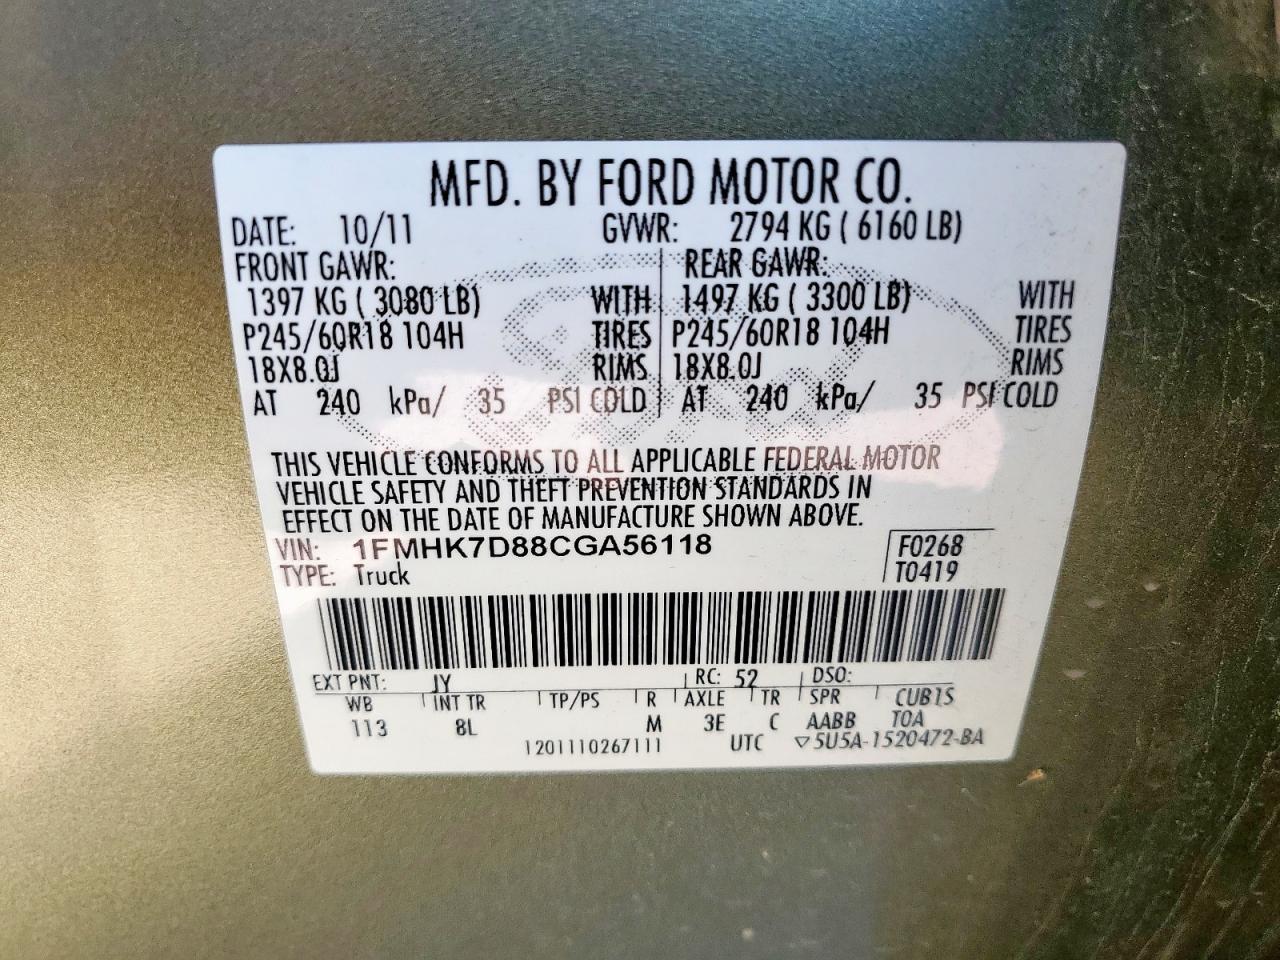 MFD. BY FORD MOTOR CO.
DATE: 10/11 GVWR: 2794 KG ( 6160 LB)
FRONT GAWR: REAR GAWR:
1397 KG ( 3080 LB) WITH 1497 KG ( 3300 LB) WITH
P245/60R18 104H TIRES P245/60R18 104H TIRES
18X8.0J RIMS 18X8.0J RIMS
AT 240 kPa/ 35 PSI COLD AT 240 kPa/ 35 PSI COLD
THIS VEHICLE CONFORMS TO ALL APPLICABLE FEDERAL MOTOR
VEHICLE SAFETY AND THEFT PREVENTION STANDARDS IN
EFFECT ON THE DATE OF MANUFACTURE SHOWN ABOVE.
VIN: 1FMHK7D88CGA56118 F0268
TYPE: Truck T0419
EXT PNT: JY RC: 52 DSO:
WB INT TR TP/PS R AXLE TR SPR CUB1S
113 8L M 3E C AABB T0A
1201110267111 UTC ▽5U5A-1520472-BA